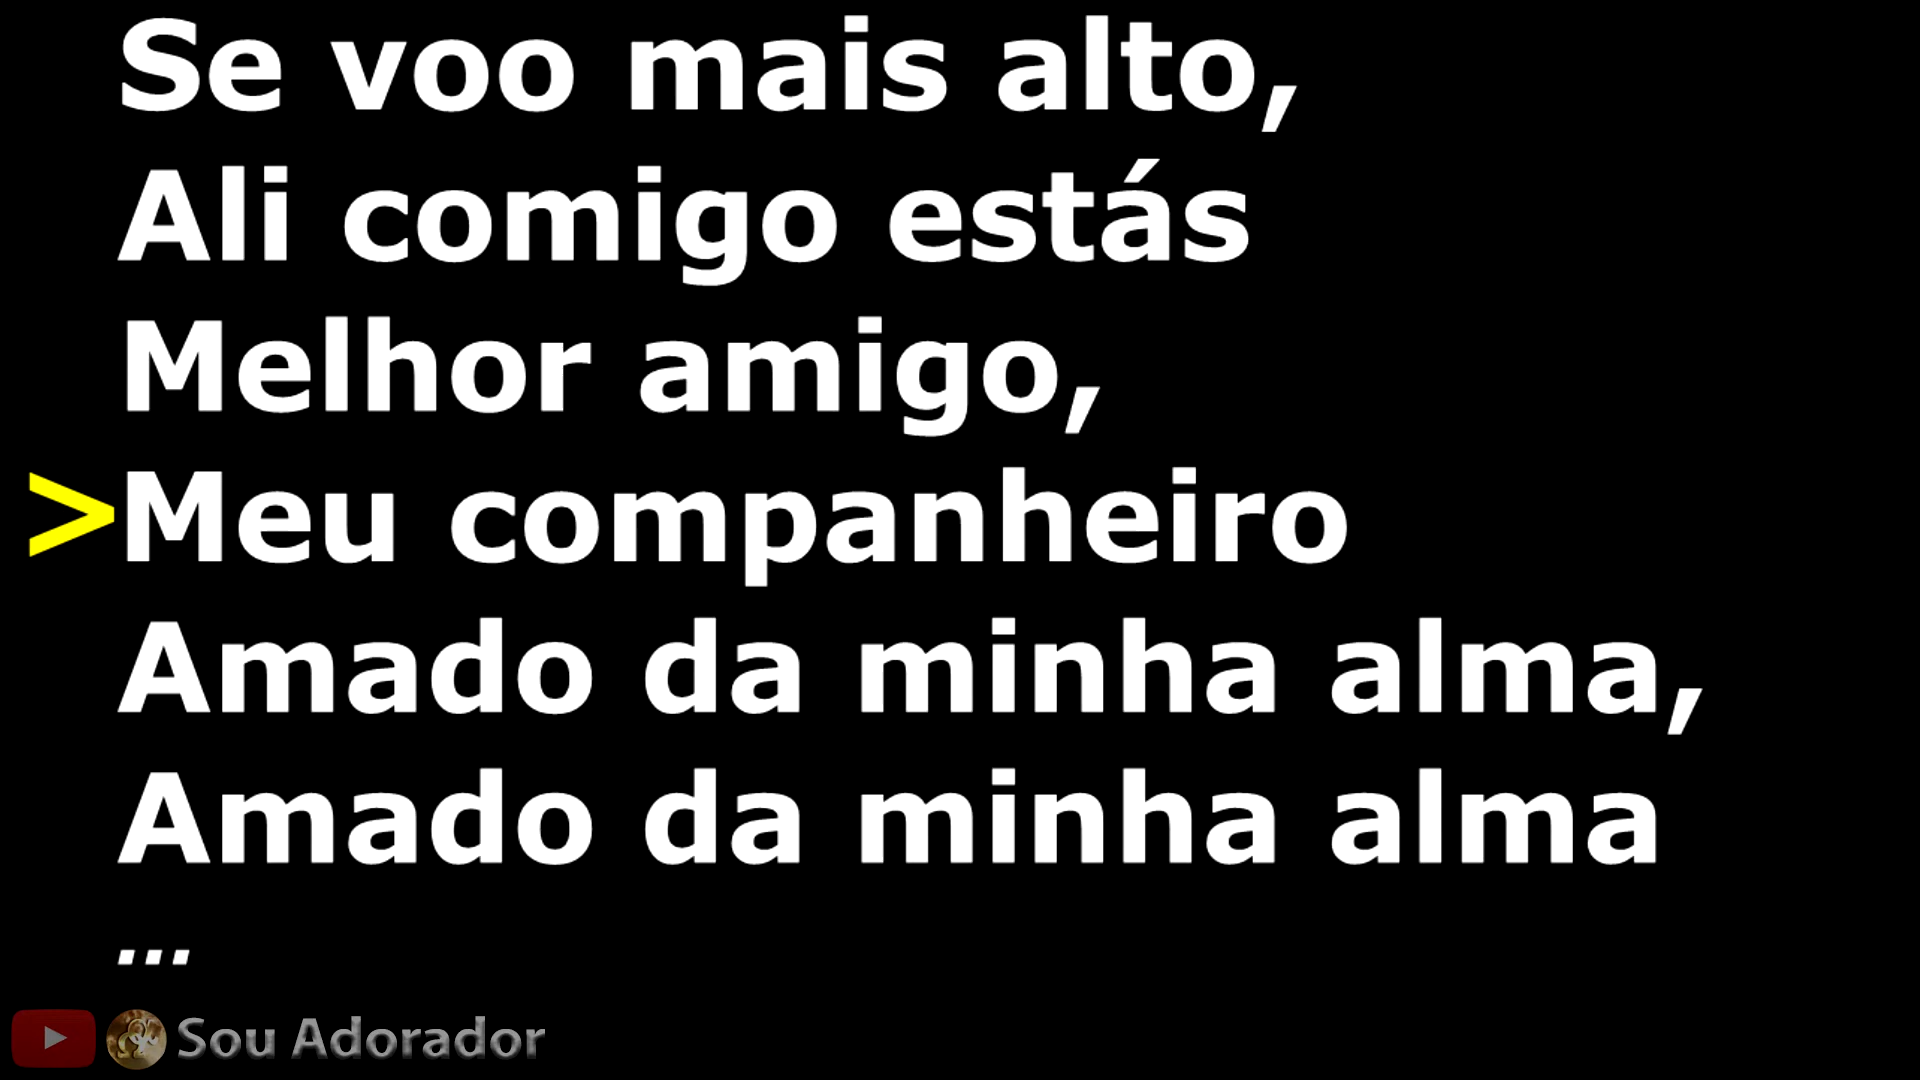 Se voo mais alto,
Ali comigo estás
Melhor amigo,
>Meu companheiro
Amado da minha alma,
Amado da minha alma
...
Sou Adorador